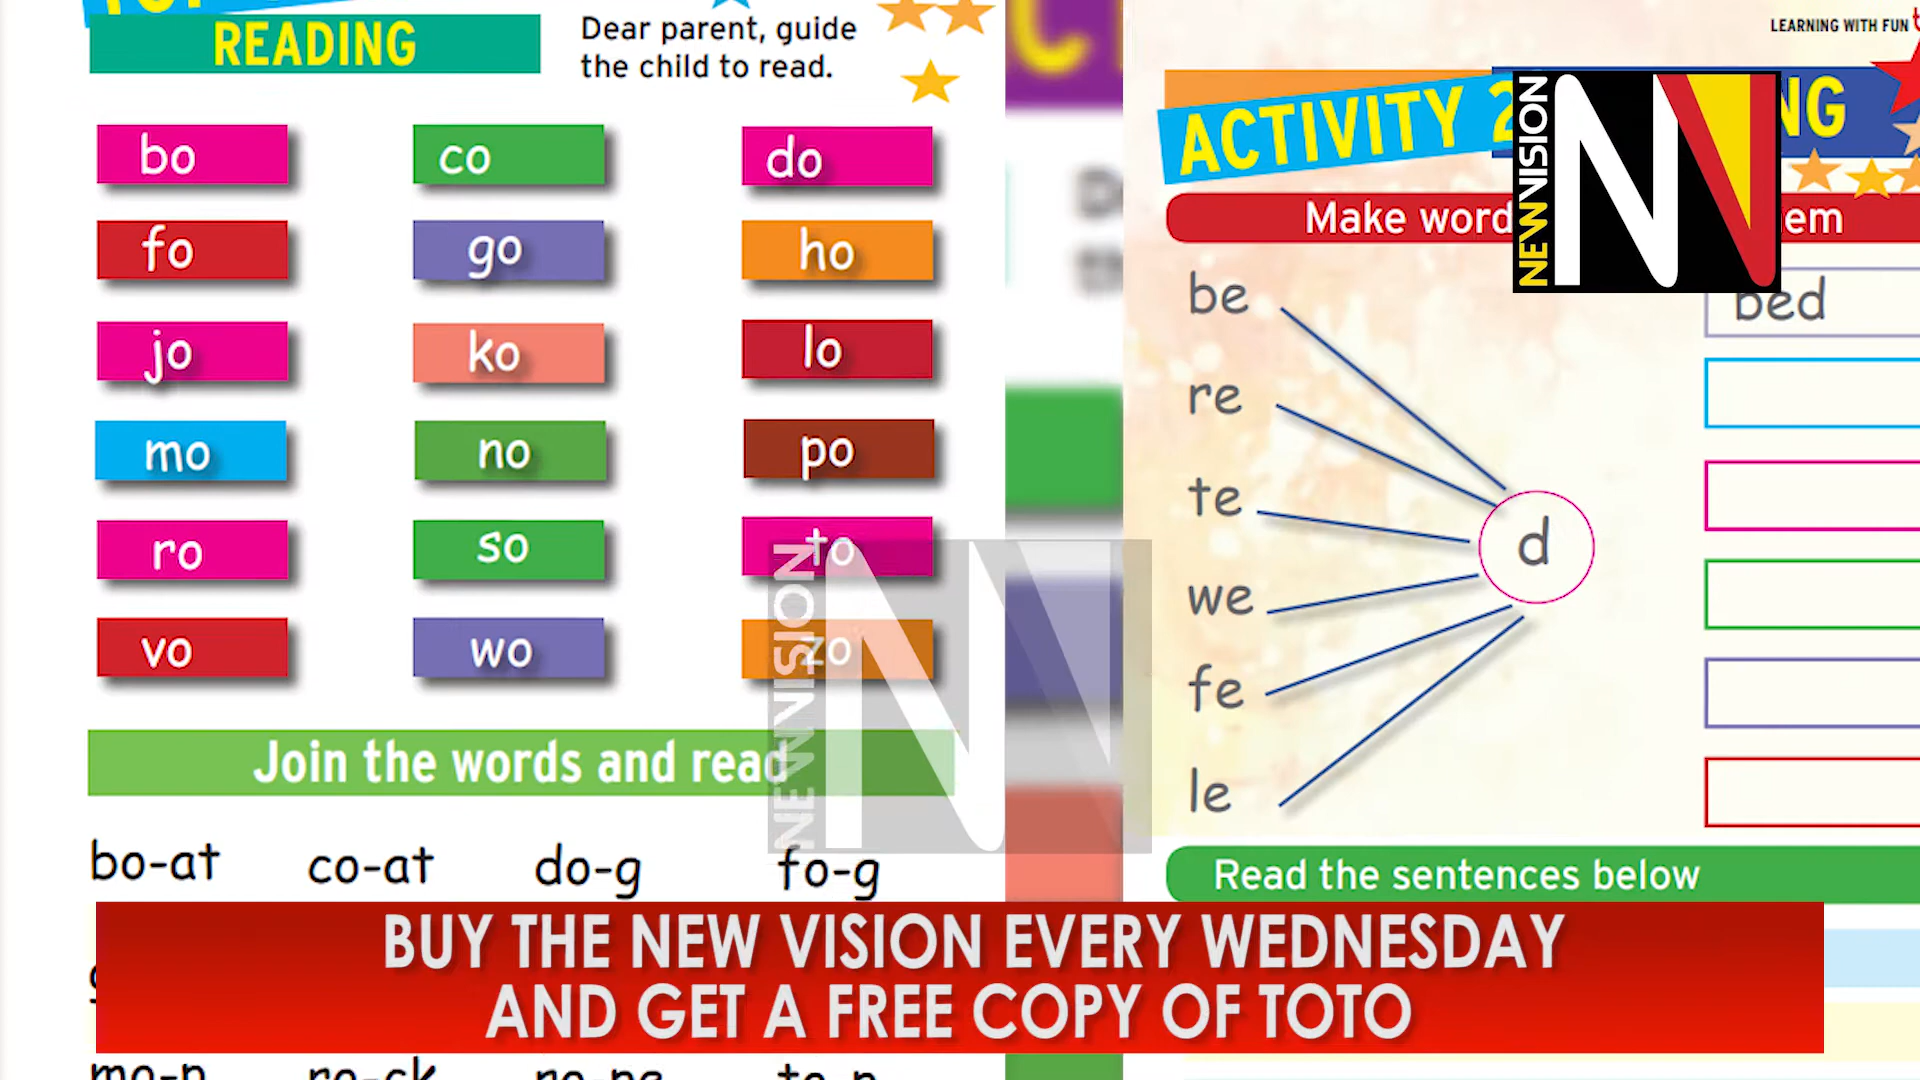 READING
Dear parent, guide
the child to read.
bo co do
fo go ho
jo ko lo
mo no po
ro so to
vo wo zo
Join the words and read
bo-at co-at do-g fo-g
LEARNING WITH FUN
ACTIVITY 2
Make
be
bed
re
te
we
fe
le
d
Read the sentences below
NEW VISION
NEW VISION
BUY THE NEW VISION EVERY WEDNESDAY
AND GET A FREE COPY OF TOTO